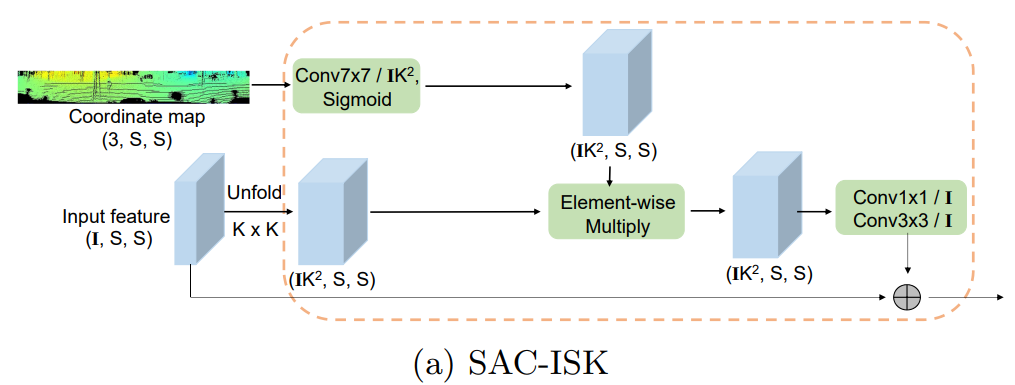 Conv7x7 / IK²,
Sigmoid
Coordinate map
(3, S, S)
(IK², S, S)
Input feature
(I, S, S)
Unfold
K x K
(IK², S, S)
Element-wise
Multiply
(IK², S, S)
Conv1x1 / I
Conv3x3 / I
(a) SAC-ISK